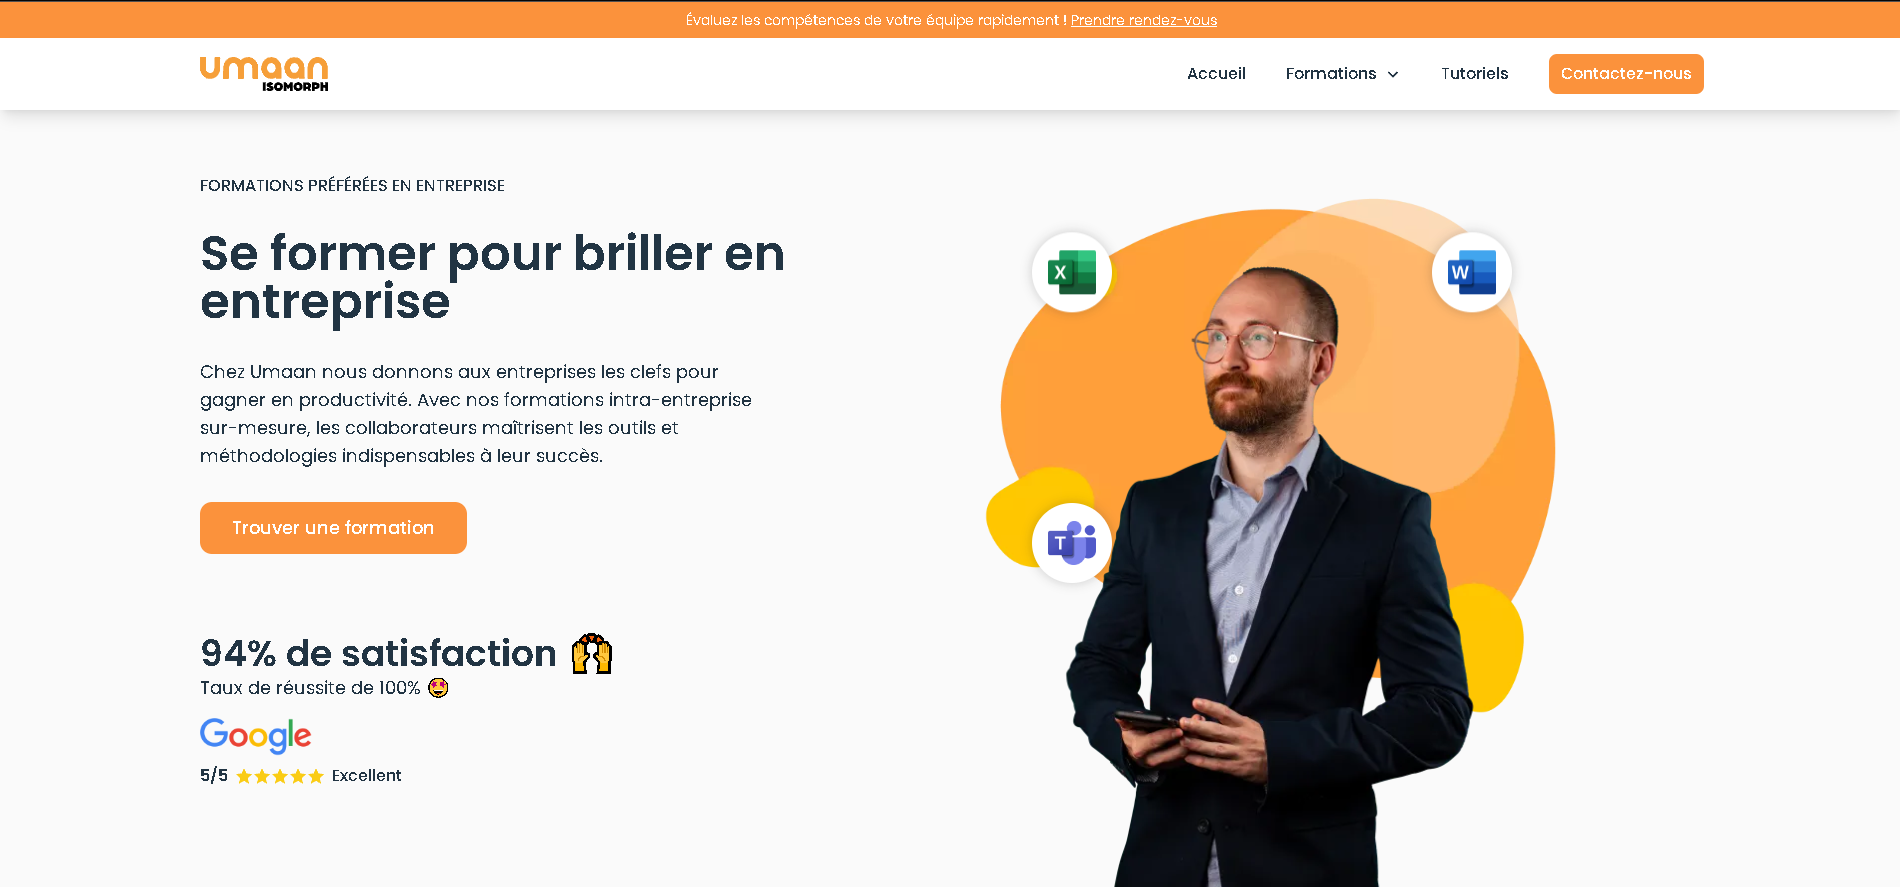 Évaluez les compétences de votre équipe rapidement ! Prendre rendez-vous
umaan
ISOMORPH
Accueil
Formations
Tutoriels
Contactez-nous
FORMATIONS PRÉFÉRÉES EN ENTREPRISE
Se former pour briller en
entreprise
Chez Umaan nous donnons aux entreprises les clefs pour
gagner en productivité. Avec nos formations intra-entreprise
sur-mesure, les collaborateurs maîtrisent les outils et
méthodologies indispensables à leur succès.
Trouver une formation
94% de satisfaction 🙌
Taux de réussite de 100% 🤩
Google
5/5 ★★★★★ Excellent
X
W
T